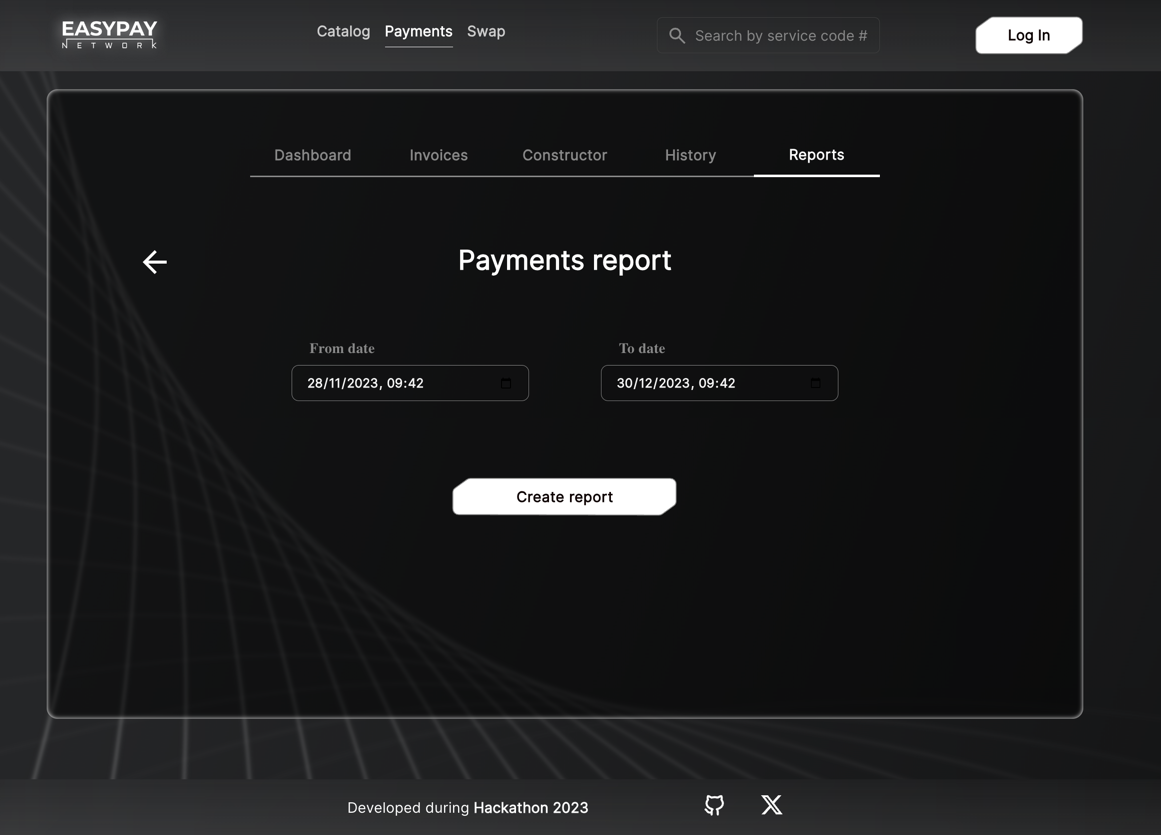 EASYPAY
NETWORK
Catalog Payments Swap
Search by service code #
Log In
Dashboard Invoices Constructor History Reports
Payments report
From date To date
28/11/2023, 09:42 30/12/2023, 09:42
Create report
Developed during Hackathon 2023